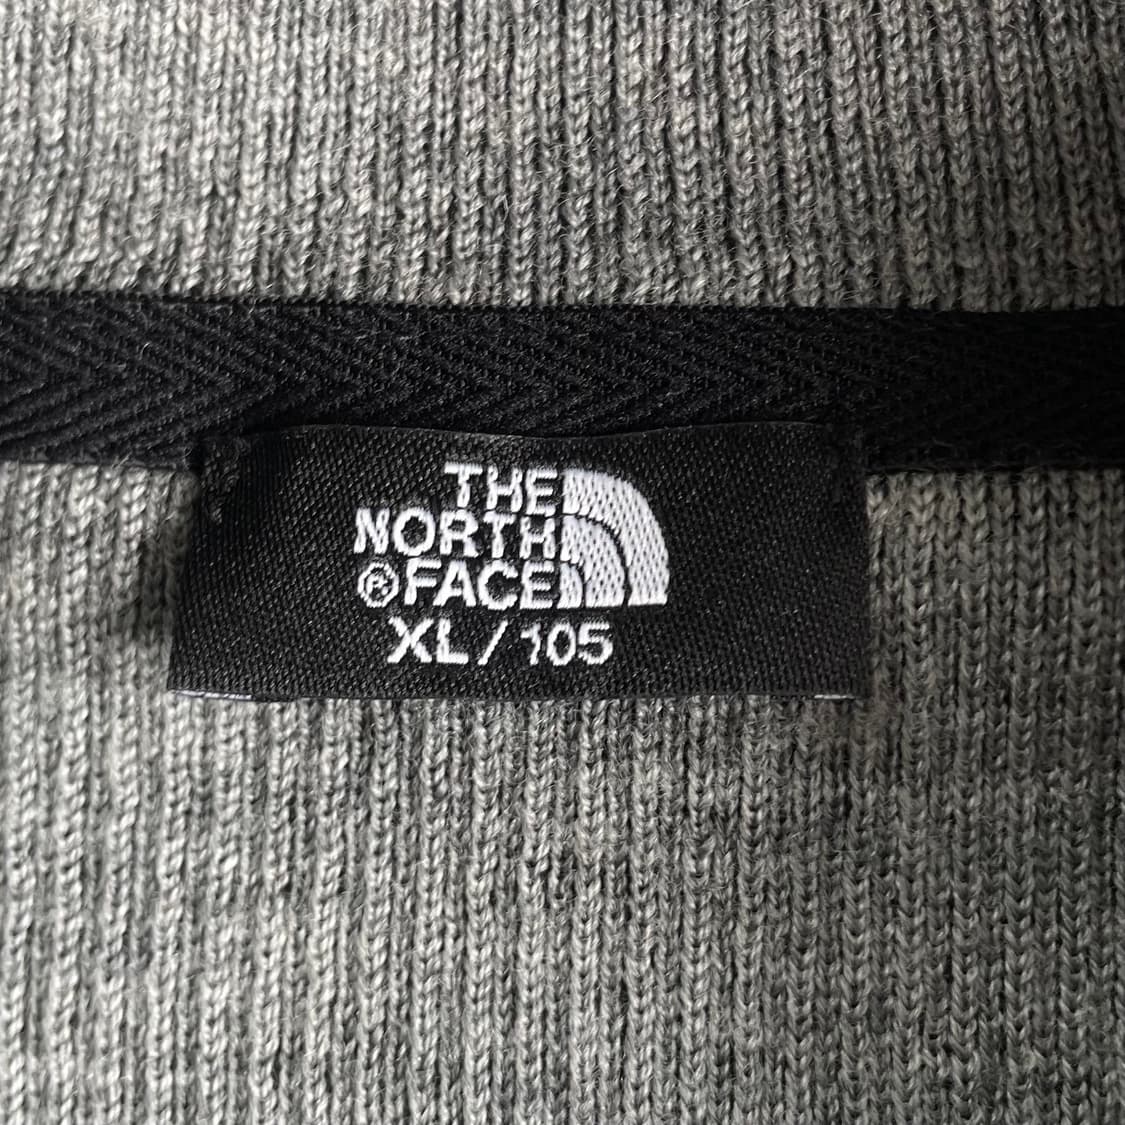 THE
NORTH
®FACE
XL/105